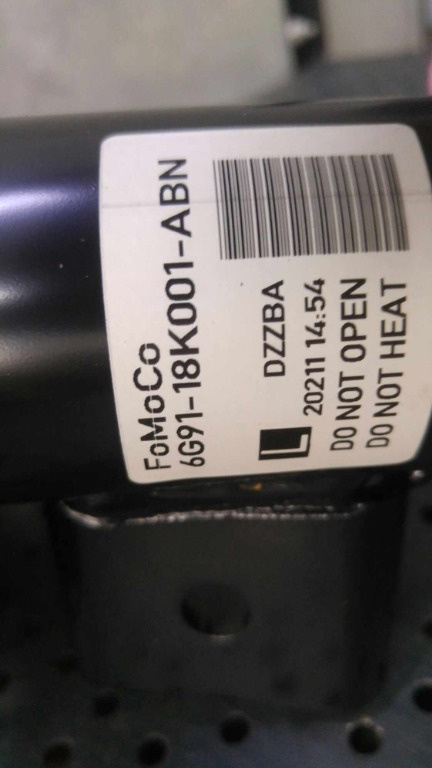 FoMoCo
6G91-18K001-ABN
DZZBA
L
20211 14:54
DO NOT OPEN
DO NOT HEAT